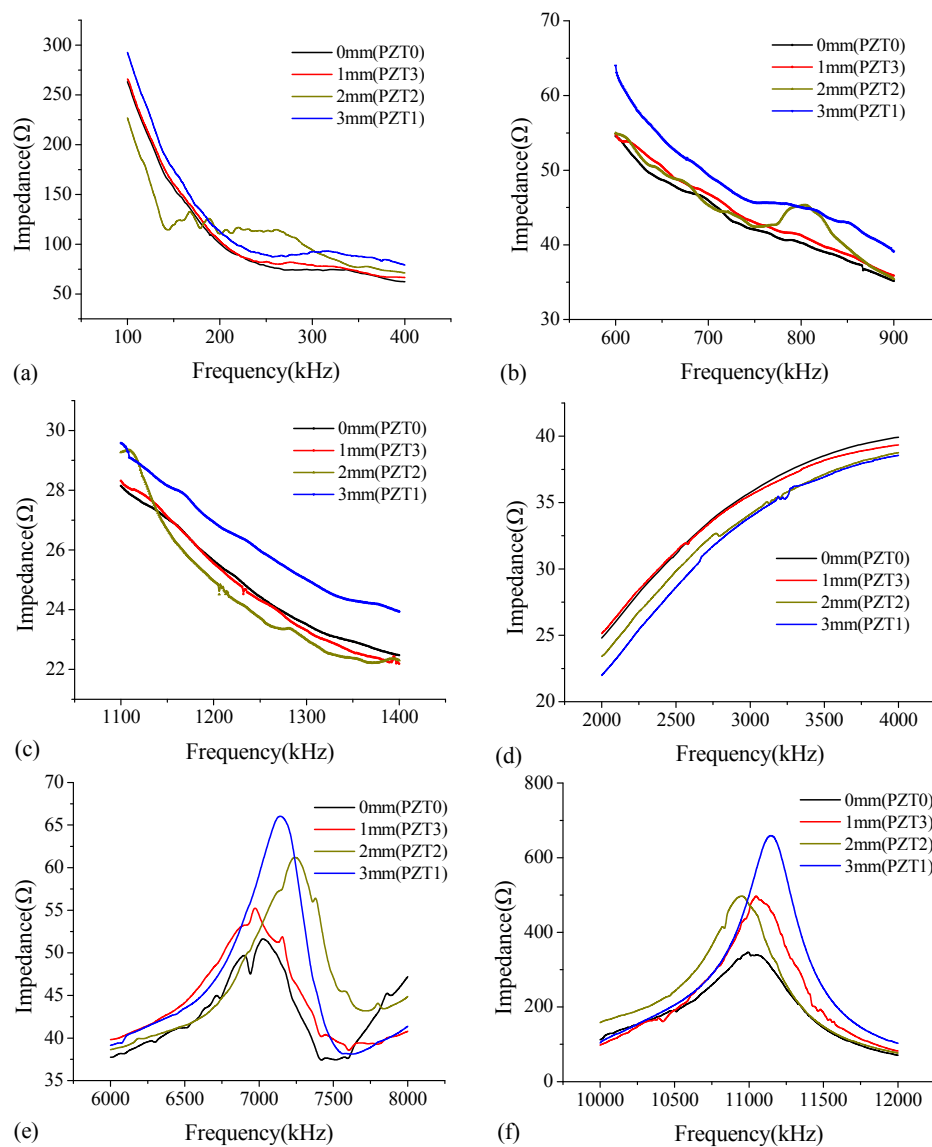 300
275
250
225
200
175
150
125
100
75
50
25
Impedance(Ω)
0mm(PZT0)
1mm(PZT3)
2mm(PZT2)
3mm(PZT1)
100 200 300 400
Frequency(kHz)
(a)
70
60
50
40
30
Impedance(Ω)
0mm(PZT0)
1mm(PZT3)
2mm(PZT2)
3mm(PZT1)
600 700 800 900
Frequency(kHz)
(b)
30
28
26
24
22
Impedance(Ω)
0mm(PZT0)
1mm(PZT3)
2mm(PZT2)
3mm(PZT1)
1100 1200 1300 1400
Frequency(kHz)
(c)
40
35
30
25
20
Impedance(Ω)
0mm(PZT0)
1mm(PZT3)
2mm(PZT2)
3mm(PZT1)
2000 2500 3000 3500 4000
Frequency(kHz)
(d)
70
65
60
55
50
45
40
35
Impedance(Ω)
0mm(PZT0)
1mm(PZT3)
2mm(PZT2)
3mm(PZT1)
6000 6500 7000 7500 8000
Frequency(kHz)
(e)
800
600
400
200
0
Impedance(Ω)
0mm(PZT0)
1mm(PZT3)
2mm(PZT2)
3mm(PZT1)
10000 10500 11000 11500 12000
Frequency(kHz)
(f)